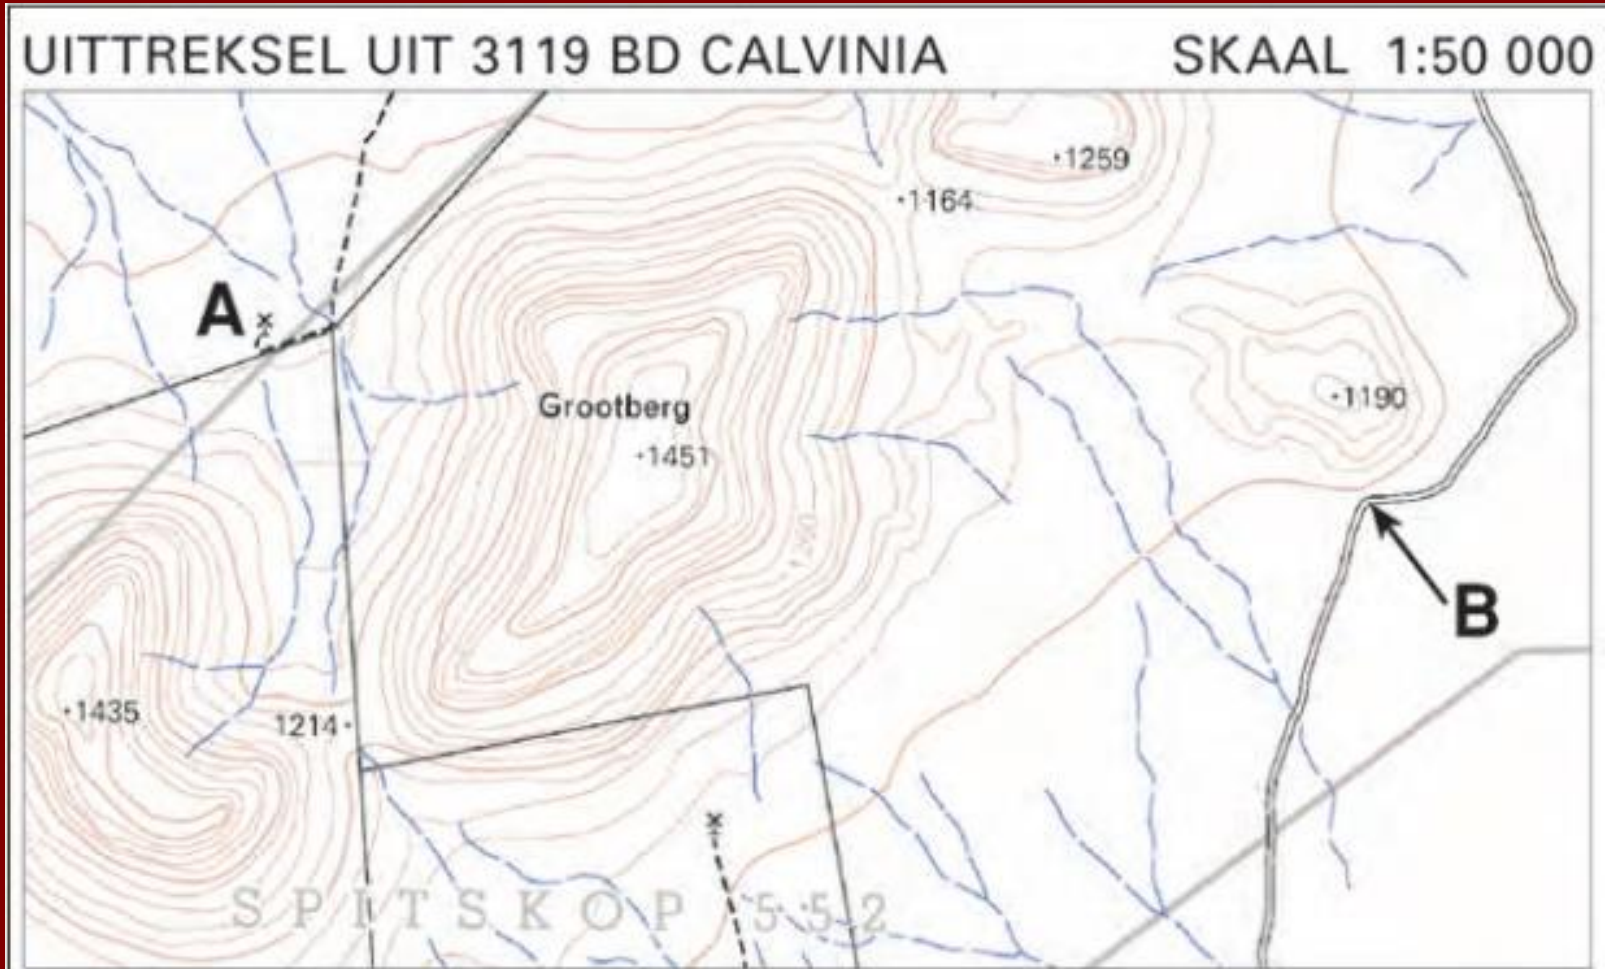 UITTREKSEL UIT 3119 BD CALVINIA SKAAL 1:50 000
1259
1164
A
1190
Grootberg
1451
B
1435
1214
SPITSKOP 552